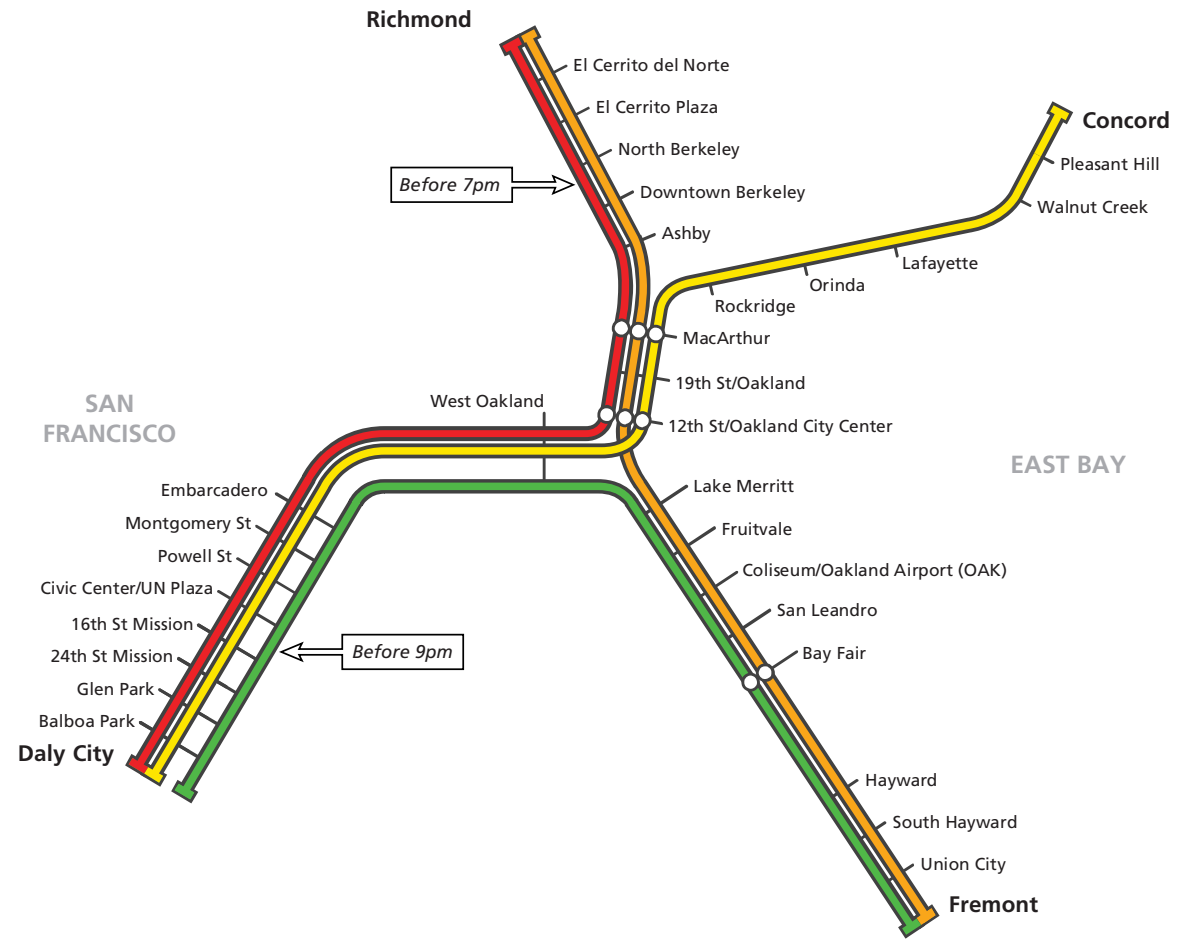 Richmond
El Cerrito del Norte
El Cerrito Plaza
North Berkeley
Before 7pm
Downtown Berkeley
Ashby
Concord
Pleasant Hill
Walnut Creek
Lafayette
Orinda
Rockridge
MacArthur
19th St/Oakland
12th St/Oakland City Center
West Oakland
SAN
FRANCISCO
EAST BAY
Embarcadero
Montgomery St
Powell St
Civic Center/UN Plaza
16th St Mission
24th St Mission
Glen Park
Balboa Park
Daly City
Before 9pm
Lake Merritt
Fruitvale
Coliseum/Oakland Airport (OAK)
San Leandro
Bay Fair
Hayward
South Hayward
Union City
Fremont